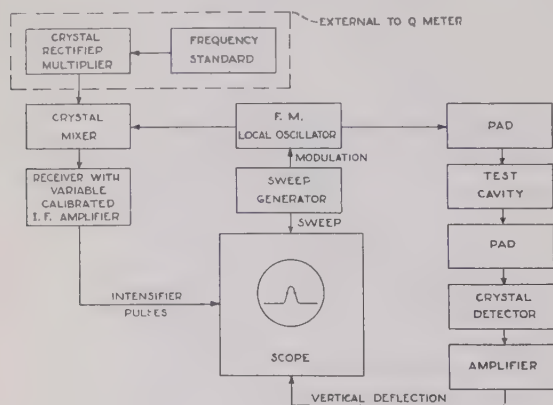 EXTERNAL TO Q METER
CRYSTAL
RECTIFIER
MULTIPLIER
FREQUENCY
STANDARD
CRYSTAL
MIXER
F. M.
LOCAL OSCILLATOR
PAD
MODULATION
RECEIVER WITH
VARIABLE
CALIBRATED
I. F. AMPLIFIER
SWEEP
GENERATOR
TEST
CAVITY
SWEEP
PAD
INTENSIFIER
PULSES
CRYSTAL
DETECTOR
SCOPE
AMPLIFIER
VERTICAL DEFLECTION